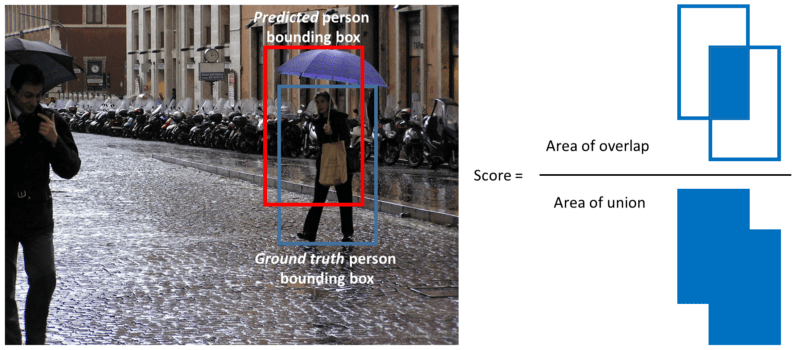 Predicted person
bounding box
Ground truth person
bounding box
Score =
Area of overlap
Area of union